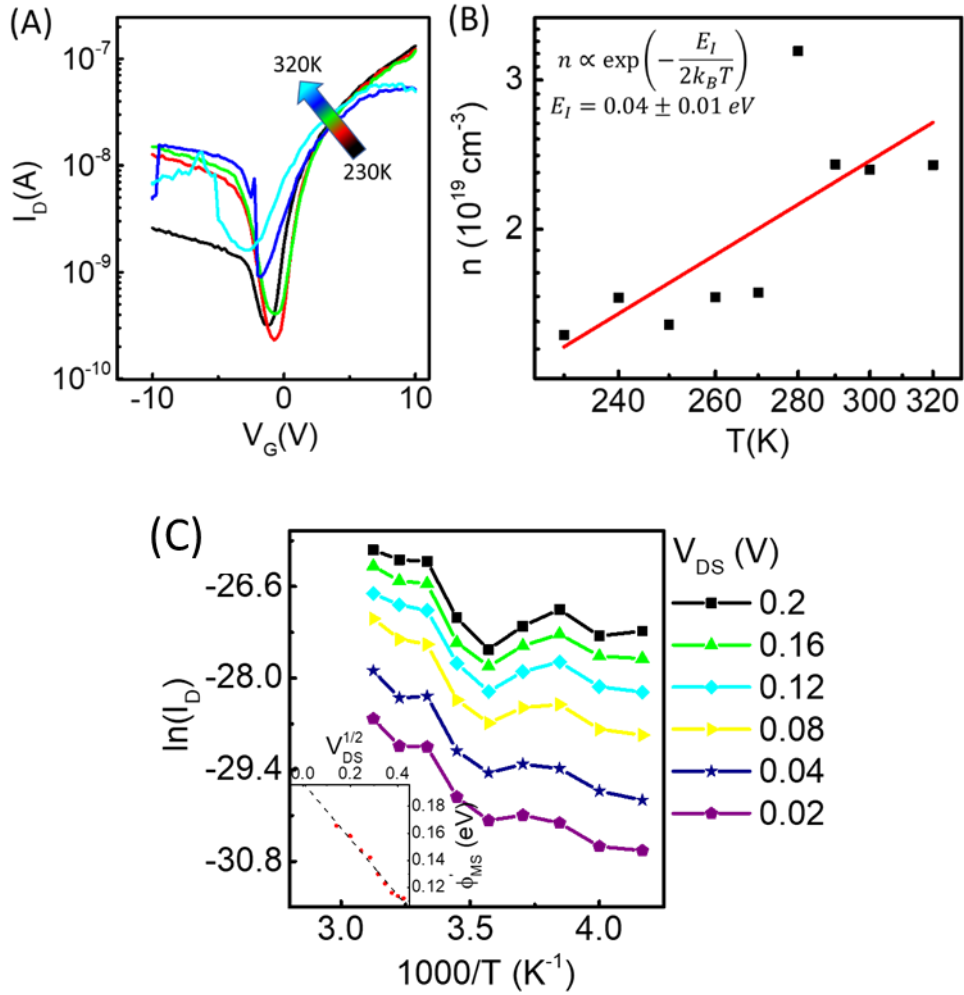 (A)
I_D(A)
10⁻⁷
10⁻⁸
10⁻⁹
10⁻¹⁰
320K
230K
-10
0
10
V_G(V)
(B)
n (10¹⁹ cm⁻³)
3
2
n ∝ exp(−E_I/2k_BT)
E_I = 0.04 ± 0.01 eV
240
260
280
300
320
T(K)
(C)
ln(I_D)
-26.6
-28.0
-29.4
-30.8
3.0
3.5
4.0
1000/T (K⁻¹)
V_DS^1/2
0.0
0.2
0.4
0.18
0.16
0.14
0.12
ϕ_MS (eV)
V_DS (V)
0.2
0.16
0.12
0.08
0.04
0.02